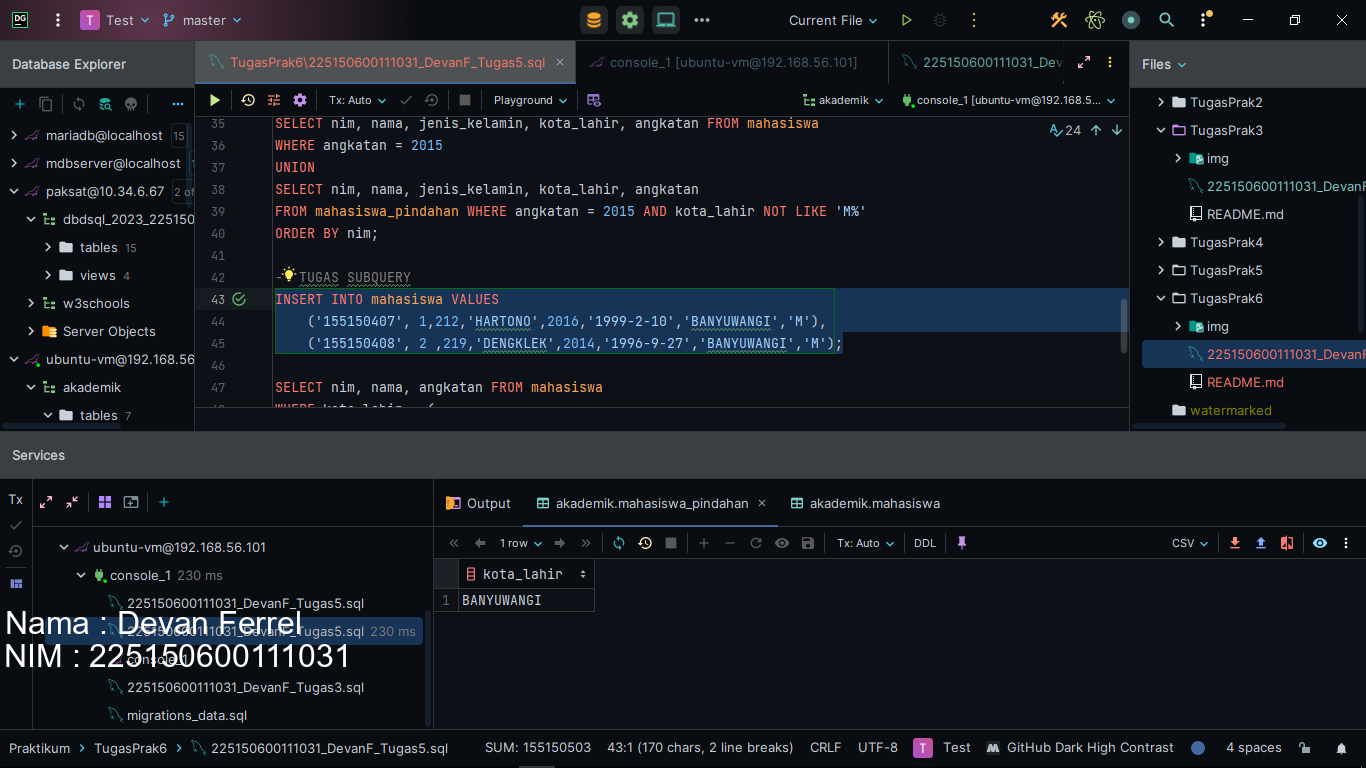 DG
T Test
master
Current File
Database Explorer
TugasPrak6\225150600111031_DevanF_Tugas5.sql
console_1 [ubuntu-vm@192.168.56.101]
225150600111031_Dev
Files
Tx: Auto
Playground
akademik
console_1 [ubuntu-vm@192.168.5...
mariadb@localhost 15
mdbserver@localhost
paksat@10.34.6.67 2 of
dbdsql_2023_225150
tables 15
views 4
w3schools
Server Objects
ubuntu-vm@192.168.56
akademik
tables 7
24
35 SELECT nim, nama, jenis_kelamin, kota_lahir, angkatan FROM mahasiswa
36 WHERE angkatan = 2015
37 UNION
38 SELECT nim, nama, jenis_kelamin, kota_lahir, angkatan
39 FROM mahasiswa_pindahan WHERE angkatan = 2015 AND kota_lahir NOT LIKE 'M%'
40 ORDER BY nim;
41
42 - TUGAS SUBQUERY
43 INSERT INTO mahasiswa VALUES
44 ('155150407', 1,212,'HARTONO',2016,'1999-2-10','BANYUWANGI','M'),
45 ('155150408', 2 ,219,'DENGKLEK',2014,'1996-9-27','BANYUWANGI','M');
46
47 SELECT nim, nama, angkatan FROM mahasiswa
TugasPrak2
TugasPrak3
img
225150600111031_DevanF
README.md
TugasPrak4
TugasPrak5
TugasPrak6
img
225150600111031_DevanF
README.md
watermarked
Services
Tx
ubuntu-vm@192.168.56.101
console_1 230 ms
225150600111031_DevanF_Tugas5.sql
225150600111031_DevanF_Tugas5.sql 230 ms
console_1
225150600111031_DevanF_Tugas3.sql
migrations_data.sql
Nama : Devan Ferrel
NIM : 225150600111031
Output
akademik.mahasiswa_pindahan
akademik.mahasiswa
1 row
Tx: Auto
DDL
CSV
kota_lahir
1 BANYUWANGI
Praktikum > TugasPrak6 > 225150600111031_DevanF_Tugas5.sql
SUM: 155150503
43:1 (170 chars, 2 line breaks)
CRLF
UTF-8
T Test
GitHub Dark High Contrast
4 spaces